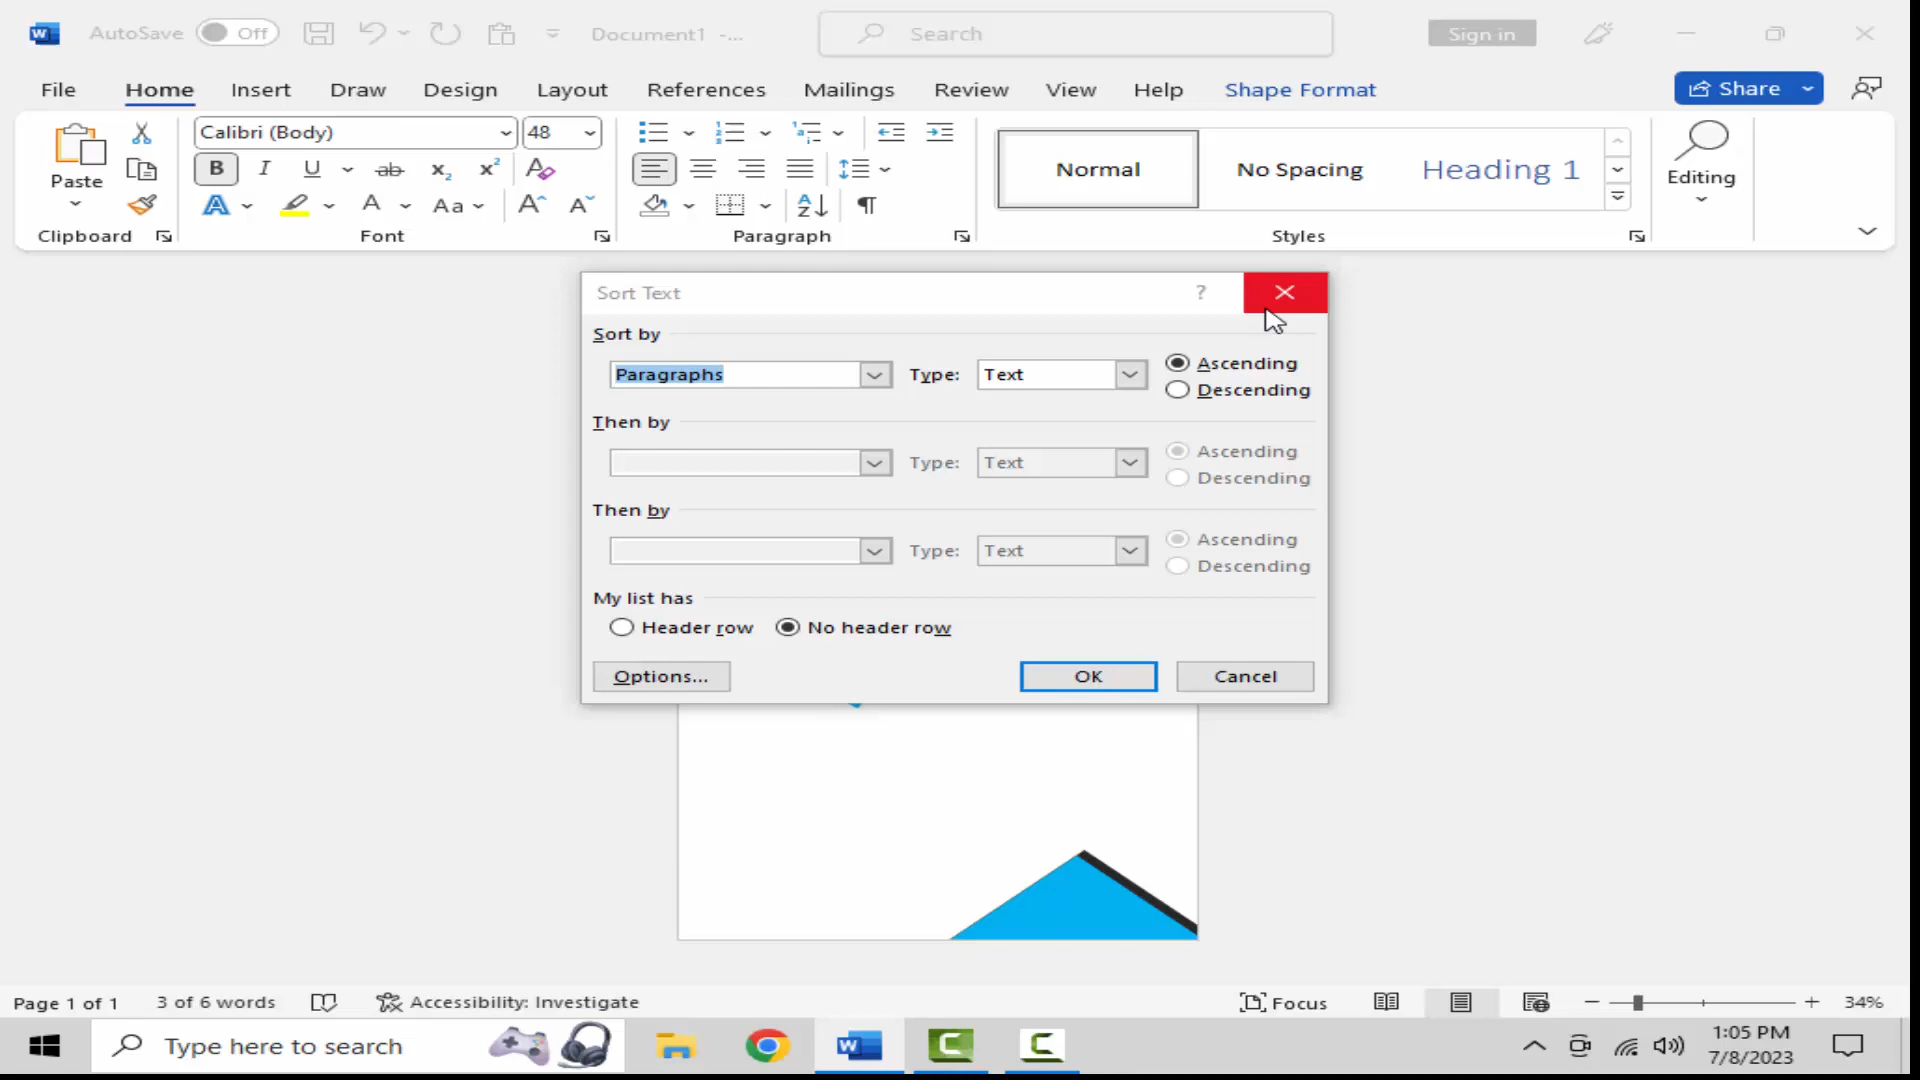 AutoSave Off Document1 -... Search Sign in
File Home Insert Draw Design Layout References Mailings Review View Help Shape Format Share
Paste
Calibri (Body) 48
B I U ab x₂ x² A
A A Aa A A
A Z
Normal No Spacing Heading 1
Editing
Clipboard Font Paragraph Styles
Sort Text ?
Sort by
Paragraphs Type: Text Ascending
Descending
Then by
Type: Text Ascending
Descending
Then by
Type: Text Ascending
Descending
My list has
Header row No header row
Options... OK Cancel
Page 1 of 1 3 of 6 words Accessibility: Investigate Focus 34%
Type here to search
1:05 PM
7/8/2023